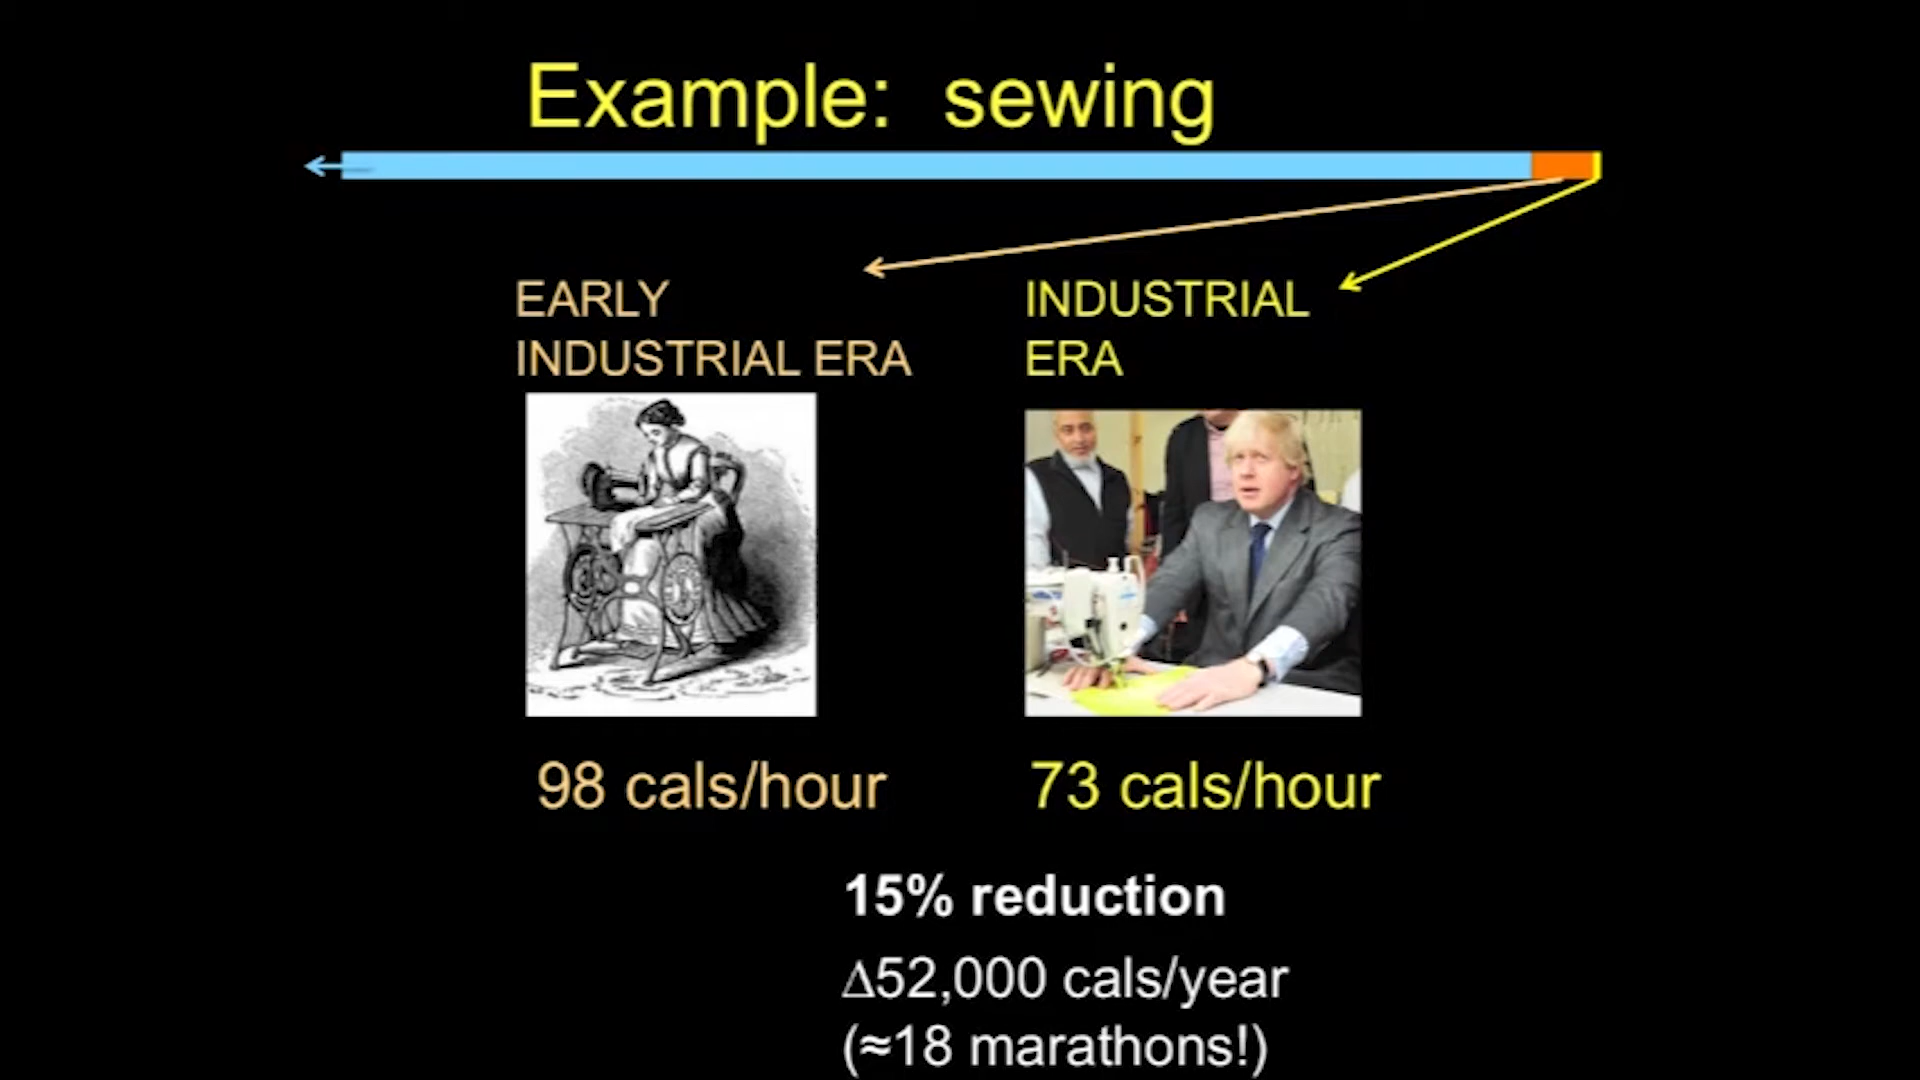 Example: sewing
EARLY
INDUSTRIAL ERA
INDUSTRIAL
ERA
98 cals/hour
73 cals/hour
15% reduction
∆52,000 cals/year
(≈18 marathons!)